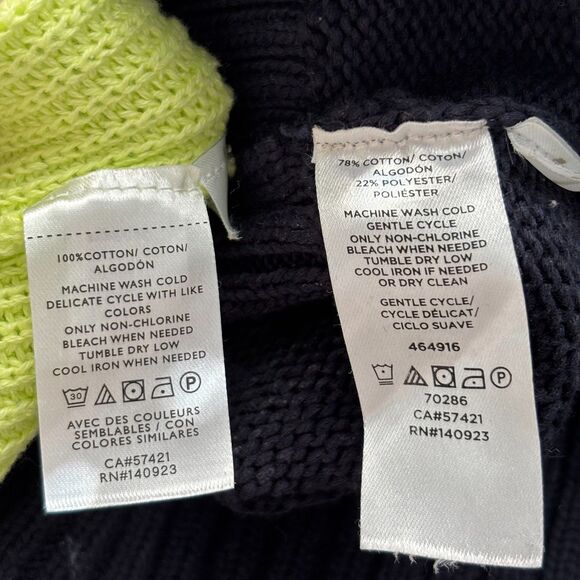 100%COTTON/ COTON/
ALGODÓN
MACHINE WASH COLD
DELICATE CYCLE WITH LIKE
COLORS
ONLY NON-CHLORINE
BLEACH WHEN NEEDED
TUMBLE DRY LOW
COOL IRON WHEN NEEDED
30 P
AVEC DES COULEURS
SEMBLABLES / CON
COLORES SIMILARES
CA#57421
RN#140923
78% COTTON/ COTON/
ALGODÓN
22% POLYESTER/
POLIÉSTER
MACHINE WASH COLD
GENTLE CYCLE
ONLY NON-CHLORINE
BLEACH WHEN NEEDED
TUMBLE DRY LOW
COOL IRON IF NEEDED
OR DRY CLEAN
GENTLE CYCLE/
CYCLE DÉLICAT/
CICLO SUAVE
464916
P
70286
CA#57421
RN#140923